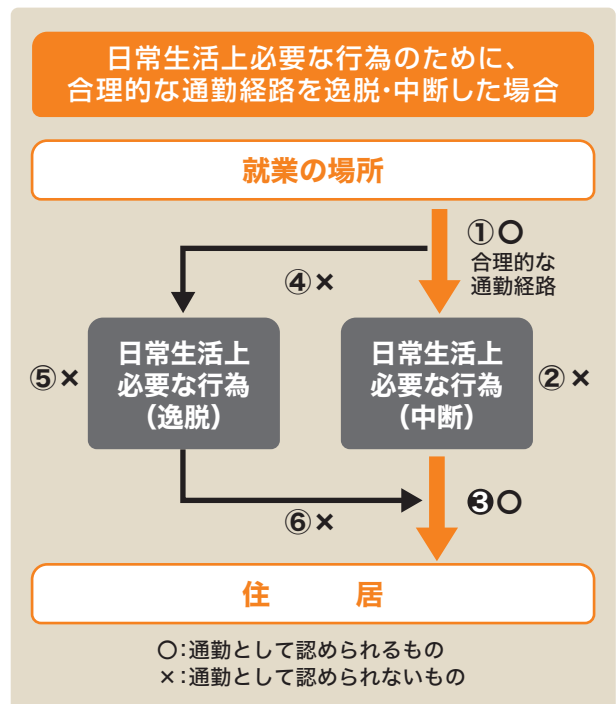 日常生活上必要な行為のために、
合理的な通勤経路を逸脱・中断した場合
就業の場所
①○
合理的な
通勤経路
④×
日常生活上
必要な行為
(逸脱)
⑤×
日常生活上
必要な行為
(中断)
②×
❸○
⑥×
住 居
○:通勤として認められるもの
×:通勤として認められないもの